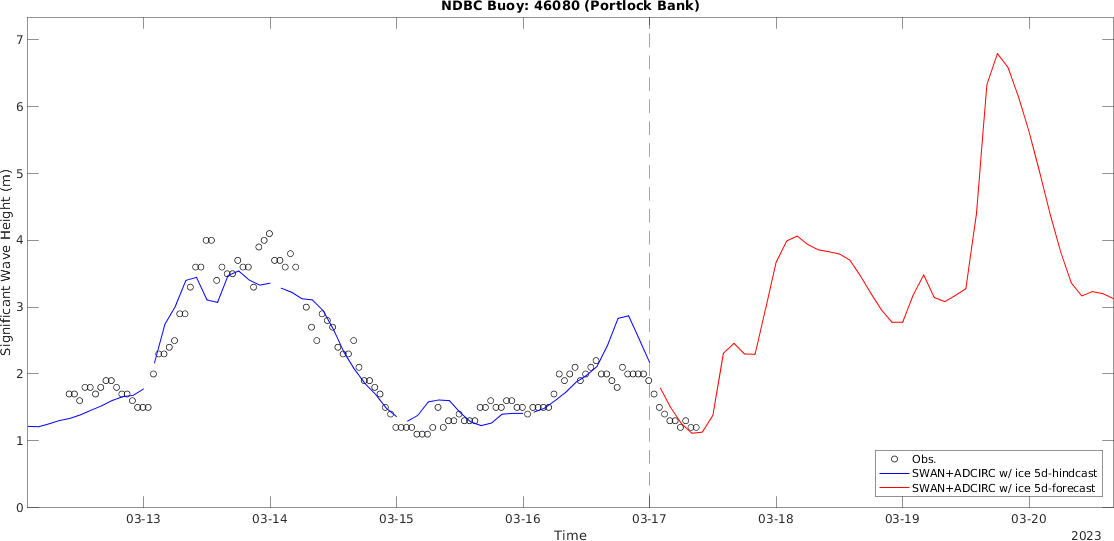 NDBC Buoy: 46080 (Portlock Bank)
Significant Wave Height (m)
7
6
5
4
3
2
1
0
Obs.
SWAN+ADCIRC w/ ice 5d-hindcast
SWAN+ADCIRC w/ ice 5d-forecast
03-13 03-14 03-15 03-16 03-17 03-18 03-19 03-20
Time
2023